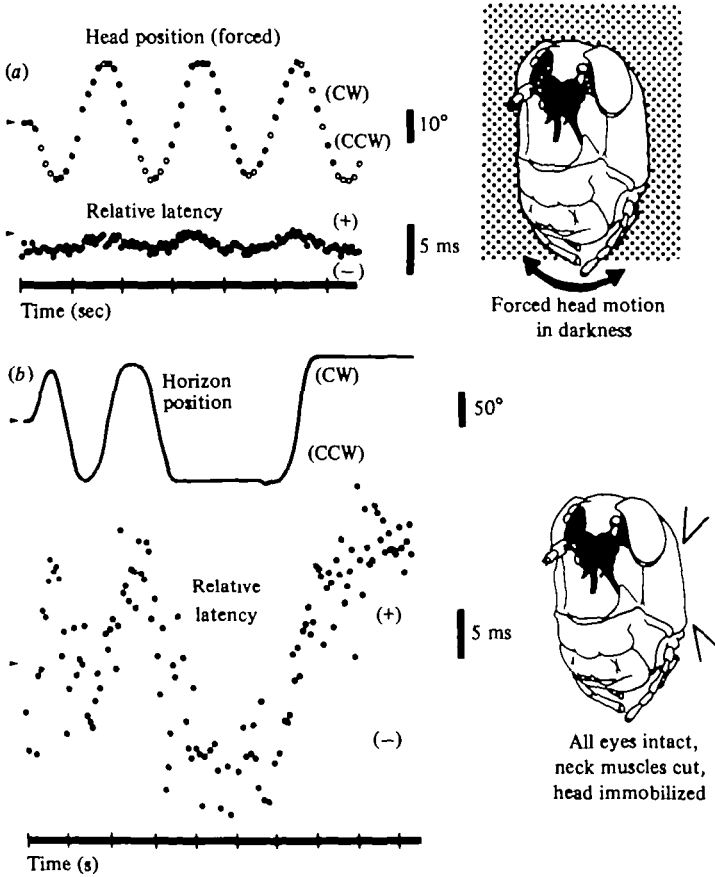 Head position (forced)
(a)
(CW)
(CCW)
10°
Relative latency
(+)
5 ms
(−)
Time (sec)
Forced head motion
in darkness
(b)
Horizon
position
(CW)
(CCW)
50°
Relative
latency
(+)
5 ms
(−)
All eyes intact,
neck muscles cut,
head immobilized
Time (s)